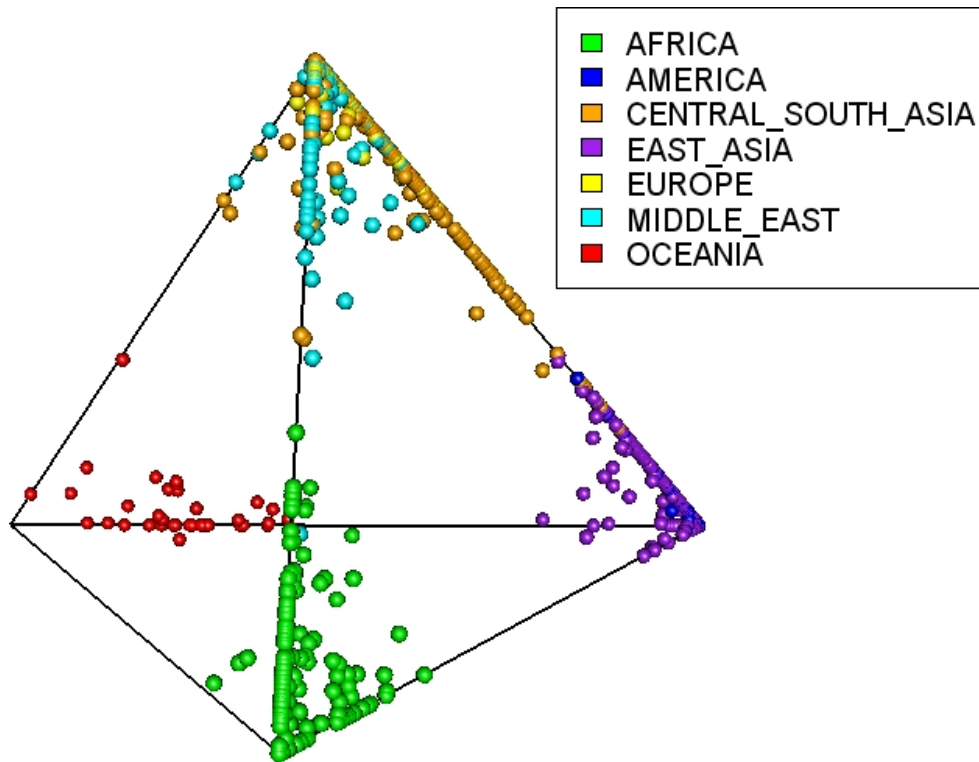 AFRICA
AMERICA
CENTRAL_SOUTH_ASIA
EAST_ASIA
EUROPE
MIDDLE_EAST
OCEANIA